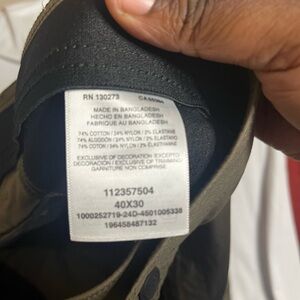 RN 130273
MADE IN BANGLADESH
HECHO EN BANGLADESH
FABRIQUE AU BANGLADESH
74% COTTON / 24% NYLON / 2% ELASTANE
74% ALGODÓN / 24% NYLON / 2% ELASTANO
74% COTON / 24% NYLON / 2% ELASTHANNE
EXCLUSIVE OF DECORATION / EXCEPTO
DECORACIÓN / EXCLUSIVE OF TRIMMING
GARNITURE NON COMPRISE
112357504
40X30
1000252719-24D-4501005338
196458487132